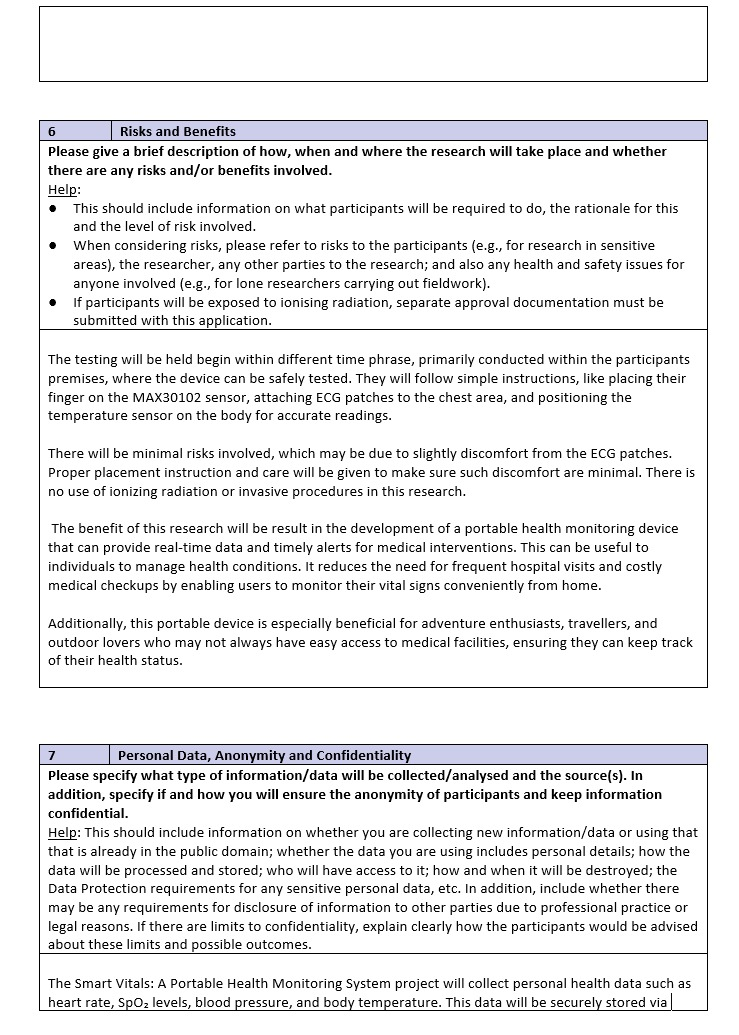 6 Risks and Benefits
Please give a brief description of how, when and where the research will take place and whether
there are any risks and/or benefits involved.
Help:
● This should include information on what participants will be required to do, the rationale for this
and the level of risk involved.
● When considering risks, please refer to risks to the participants (e.g., for research in sensitive
areas), the researcher, any other parties to the research; and also any health and safety issues for
anyone involved (e.g., for lone researchers carrying out fieldwork).
● If participants will be exposed to ionising radiation, separate approval documentation must be
submitted with this application.
The testing will be held begin within different time phrase, primarily conducted within the participants
premises, where the device can be safely tested. They will follow simple instructions, like placing their
finger on the MAX30102 sensor, attaching ECG patches to the chest area, and positioning the
temperature sensor on the body for accurate readings.
There will be minimal risks involved, which may be due to slightly discomfort from the ECG patches.
Proper placement instruction and care will be given to make sure such discomfort are minimal. There is
no use of ionizing radiation or invasive procedures in this research.
The benefit of this research will be result in the development of a portable health monitoring device
that can provide real-time data and timely alerts for medical interventions. This can be useful to
individuals to manage health conditions. It reduces the need for frequent hospital visits and costly
medical checkups by enabling users to monitor their vital signs conveniently from home.
Additionally, this portable device is especially beneficial for adventure enthusiasts, travellers, and
outdoor lovers who may not always have easy access to medical facilities, ensuring they can keep track
of their health status.
7 Personal Data, Anonymity and Confidentiality
Please specify what type of information/data will be collected/analysed and the source(s). In
addition, specify if and how you will ensure the anonymity of participants and keep information
confidential.
Help: This should include information on whether you are collecting new information/data or using that
that is already in the public domain; whether the data you are using includes personal details; how the
data will be processed and stored; who will have access to it; how and when it will be destroyed; the
Data Protection requirements for any sensitive personal data, etc. In addition, include whether there
may be any requirements for disclosure of information to other parties due to professional practice or
legal reasons. If there are limits to confidentiality, explain clearly how the participants would be advised
about these limits and possible outcomes.
The Smart Vitals: A Portable Health Monitoring System project will collect personal health data such as
heart rate, SpO₂ levels, blood pressure, and body temperature. This data will be securely stored via